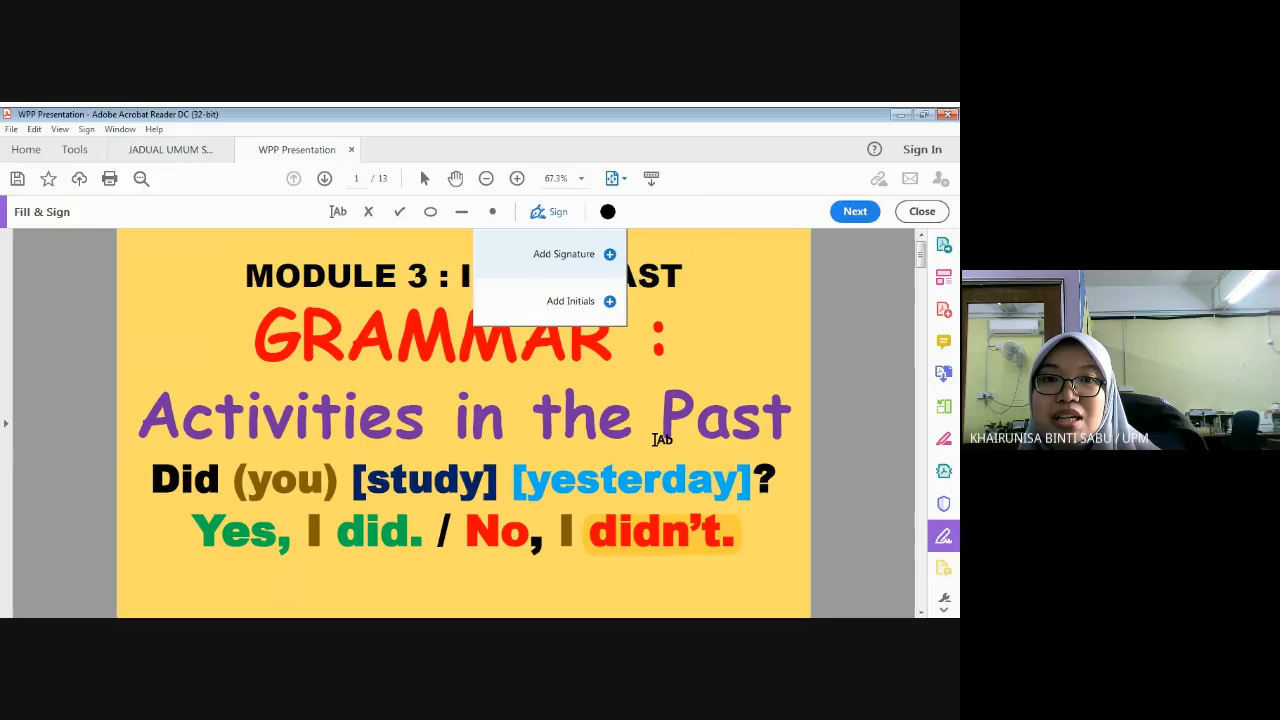 WPP Presentation - Adobe Acrobat Reader DC (32-bit)
File Edit View Sign Window Help
Home Tools JADUAL UMUM S... WPP Presentation × ? Sign In
1 / 13 67.3%
Fill & Sign Ab Sign Next Close
Add Signature
Add Initials
MODULE 3 : I AST
GRAMMAR :
Activities in the Past
Ab
Did (you) [study] [yesterday]?
Yes, I did. / No, I didn’t.
KHAIRUNISA BINTI SABU / UPM